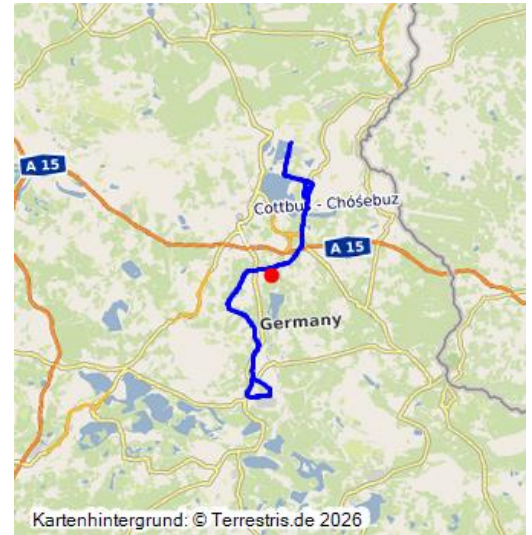 A 15
Cottbus - Chóśebuz
A 15
Germany
Kartenhintergrund: © Terrestris.de 2026